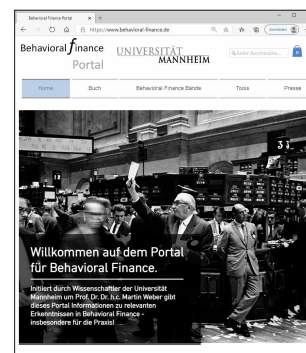 Behavioral Finance Portal
https://www.behavioral-finance.de
Anmelden
Behavioral finance
Portal
UNIVERSITÄT
MANNHEIM
Seite durchsuchen...
Home Buch Behavioral Finance Bände Tools Presse
Willkommen auf dem Portal
für Behavioral Finance.
Initiiert durch Wissenschaftler der Universität
Mannheim um Prof. Dr. Dr. h.c. Martin Weber gibt
dieses Portal Informationen zu relevanten
Erkenntnissen in Behavioral Finance -
insbesondere für die Praxis!